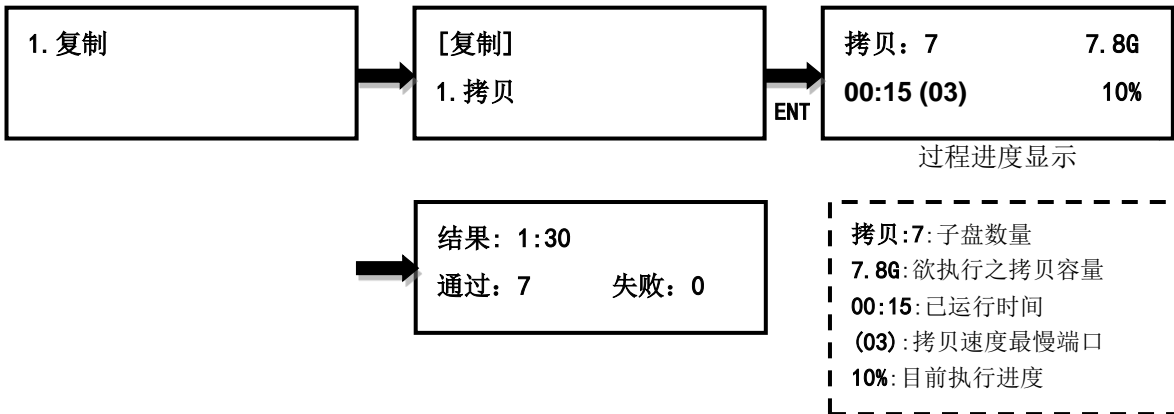 1.复制
[复制]
1.拷贝
ENT
拷贝：7 7.8G
00:15 (03) 10%
过程进度显示
结果: 1:30
通过：7 失败：0
拷贝:7:子盘数量
7.8G:欲执行之拷贝容量
00:15:已运行时间
(03):拷贝速度最慢端口
10%:目前执行进度